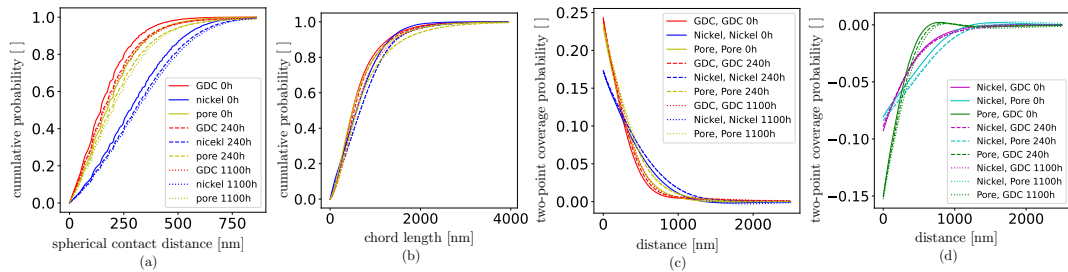 cumulative probability [ ]
1.0
0.8
0.6
0.4
0.2
0.0
GDC 0h
nickel 0h
pore 0h
GDC 240h
nicekl 240h
pore 240h
GDC 1100h
nickel 1100h
pore 1100h
0 250 500 750
spherical contact distance [nm]
(a)
cumulative probability [ ]
1.0
0.8
0.6
0.4
0.2
0.0
0 2000 4000
chord length [nm]
(b)
two-point coverage probability [ ]
0.25
0.20
0.15
0.10
0.05
0.00
GDC, GDC 0h
Nickel, Nickel 0h
Pore, Pore 0h
GDC, GDC 240h
Nickel, Nickel 240h
Pore, Pore 240h
GDC, GDC 1100h
Nickel, Nickel 1100h
Pore, Pore 1100h
0 1000 2000
distance [nm]
(c)
two-point coverage probability [ ]
0.00
−0.05
−0.10
−0.15
Nickel, GDC 0h
Nickel, Pore 0h
Pore, GDC 0h
Nickel, GDC 240h
Nickel, Pore 240h
Pore, GDC 240h
Nickel, GDC 1100h
Nickel, Pore 1100h
Pore, GDC 1100h
0 1000 2000
distance [nm]
(d)